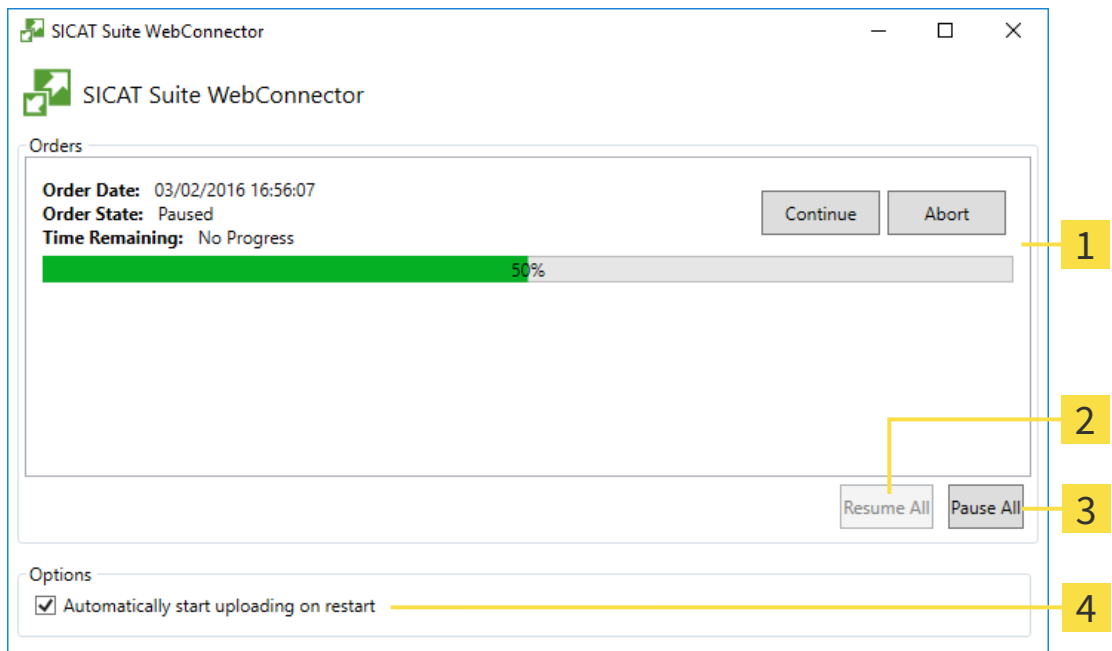 SICAT Suite WebConnector
SICAT Suite WebConnector
Orders
Order Date: 03/02/2016 16:56:07
Order State: Paused
Time Remaining: No Progress
Continue
Abort
1
50%
2
Resume All
Pause All
3
Options
Automatically start uploading on restart
4